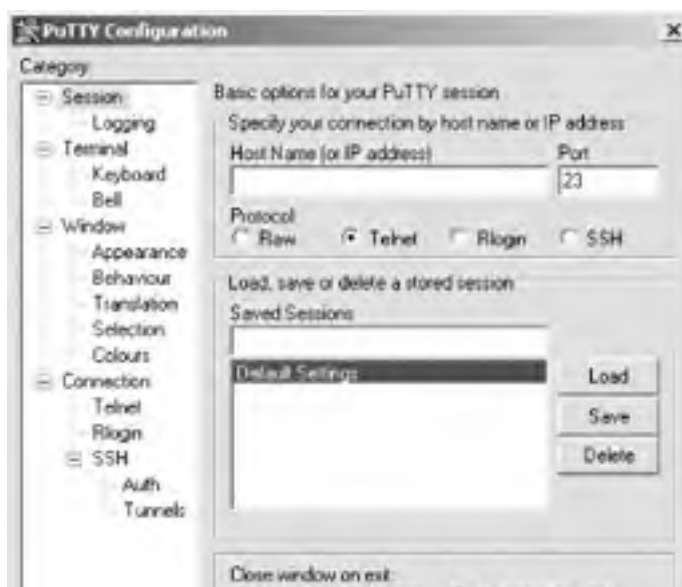 PuTTY Configuration
Category
Session
Logging
Terminal
Keyboard
Bell
Window
Appearance
Behaviour
Translation
Selection
Colours
Connection
Telnet
Rlogin
SSH
Auth
Tunnels
Basic options for your PuTTY session
Specify your connection by host name or IP address
Host Name (or IP address) Port
23
Protocol
Raw Telnet Rlogin SSH
Load, save or delete a stored session
Saved Sessions
Default Settings
Load
Save
Delete
Close window on exit: